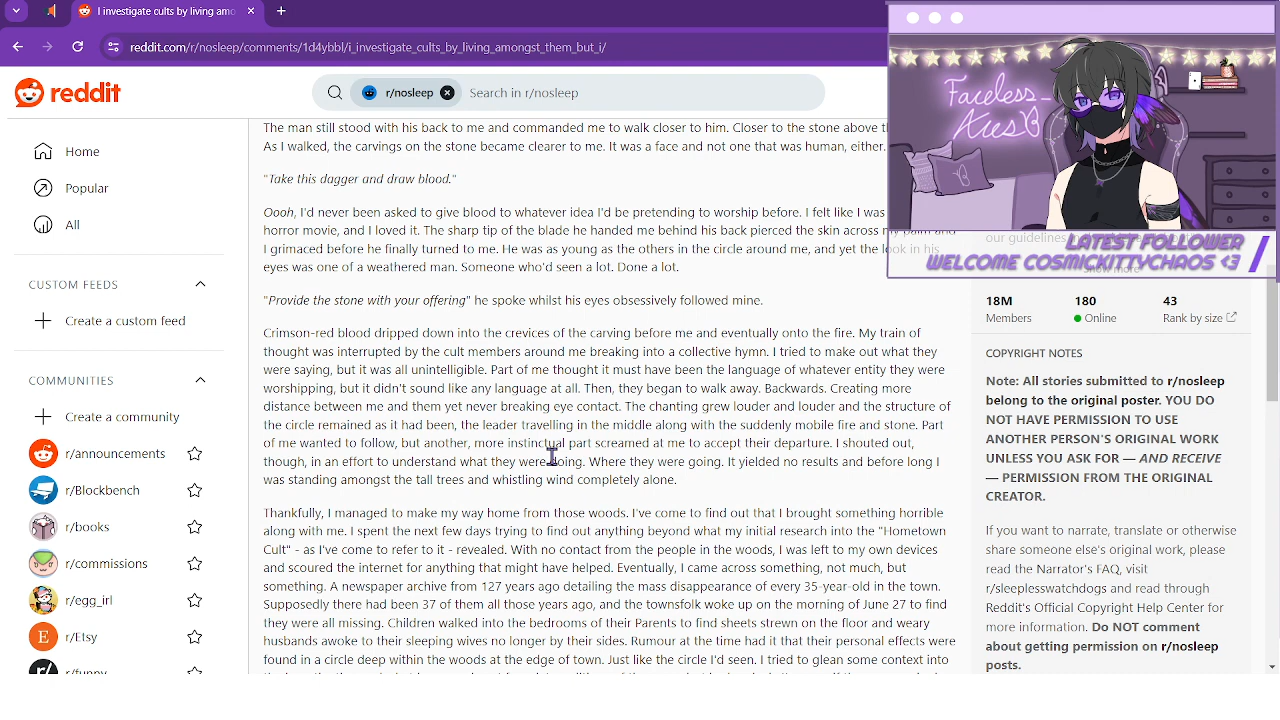 I investigate cults by living amo
reddit.com/r/nosleep/comments/1d4ybbl/i_investigate_cults_by_living_amongst_them_but_i/
reddit
r/nosleep
Search in r/nosleep
Home
Popular
All
CUSTOM FEEDS
Create a custom feed
COMMUNITIES
Create a community
r/announcements
r/Blockbench
r/books
r/commissions
r/egg_irl
r/Etsy
r/funny
The man still stood with his back to me and commanded me to walk closer to him. Closer to the stone above th
As I walked, the carving on the stone became clearer to me. It was a face and not one that was human, either.
"Take this dagger and draw blood."
Oooh, I'd never been asked to give blood to whatever idea I'd be pretending to worship before. I felt like I was
horror movie, and I loved it. The sharpness of the blade he handed me behind his back pierced the skin across my palm and
I grimaced. He finally turned to me. He was as young as the others in the circle around me, and yet the look in his
eyes was one of a weathered man. Someone who'd seen a lot. Done a lot.
"Provide the stone with your offering" he spoke whilst his eyes obsessively followed mine.
Crimson-red blood dripped down into the crevices of the carving before me and eventually onto the fire. My train of
thought was interrupted by the cult members around me breaking into a collective hymn. I tried to make out what they
were saying, but it was all unintelligible. Part of me thought it must have been the language of whatever entity they were
worshipping, but it didn't sound like any language at all. Then, they began to walk away. Backwards. Creating more
distance between me and them yet never breaking eye contact. The chanting grew louder and louder and the structure of
the circle remained as it had been, the leader travelling in the middle along with the suddenly mobile fire and stone. Part
of me wanted to follow, but another, more instinctual part screamed at me to accept their departure. I shouted out,
though, in an effort to understand what they were doing. Where they were going. It yielded no results and before long I
was standing amongst the tall trees and whistling wind completely alone.
Thankfully, I managed to make my way home from those woods. I've come to find out that I brought something horrible
along with me. I spent the next few days trying to find out anything beyond what my initial research into the "Hometown
Cult" - as I've come to refer to it - revealed. With no contact from the people in the woods, I was left to my own devices
and scoured the internet for anything that might have helped. Eventually, I came across something, not much, but
something. A newspaper archive from 127 years ago detailing the mass disappearance of every 35-year-old in the town.
Supposedly there had been 37 of them all those years ago, and the townsfolk woke up on the morning of June 27 to find
they were all missing. Children walked into the bedrooms of their Parents to find sheets strewn on the floor and weary
husbands awoke to their sleeping wives no longer by their sides. Rumour at the time had it that their personal effects were
found in a circle deep within the woods at the edge of town. Just like the circle I'd seen. I tried to glean some context into
Faceless_
LATEST FOLLOWER
WELCOME COSMICKITTYCHAOS <3
our guidelines
Show more
18M
Members
180
Online
43
Rank by size
COPYRIGHT NOTES
Note: All stories submitted to r/nosleep
belong to the original poster. YOU DO
NOT HAVE PERMISSION TO USE
ANOTHER PERSON'S ORIGINAL WORK
UNLESS YOU ASK FOR — AND RECEIVE
— PERMISSION FROM THE ORIGINAL
CREATOR.
If you want to narrate, translate or otherwise
share someone else's original work, please
read the Narrator's FAQ, visit
r/sleeplesswatchdogs and read through
Reddit's Official Copyright Help Center for
more information. Do NOT comment
about getting permission on r/nosleep
posts.